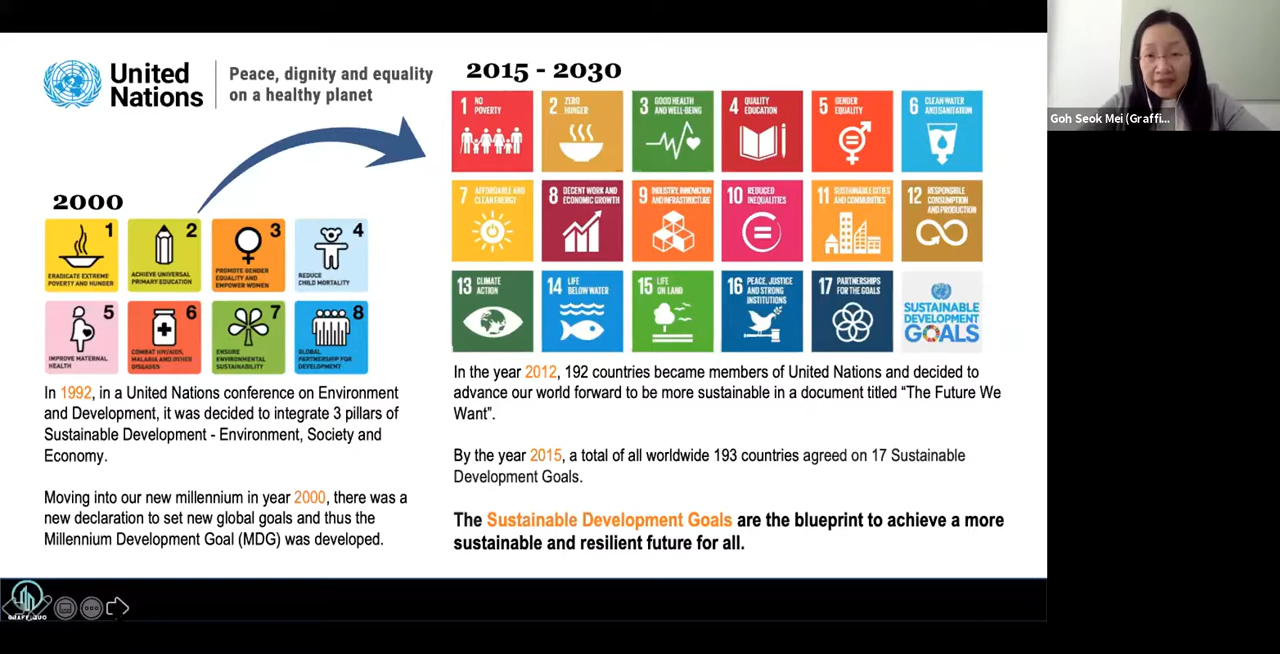 United
Nations
Peace, dignity and equality
on a healthy planet
2000
1
ERADICATE EXTREME
POVERTY AND HUNGER
2
ACHIEVE UNIVERSAL
PRIMARY EDUCATION
3
PROMOTE GENDER
EQUALITY AND
EMPOWER WOMEN
4
REDUCE
CHILD MORTALITY
5
IMPROVE MATERNAL
HEALTH
6
COMBAT HIV/AIDS,
MALARIA AND OTHER
DISEASES
7
ENSURE
ENVIRONMENTAL
SUSTAINABILITY
8
GLOBAL
PARTNERSHIP FOR
DEVELOPMENT
In 1992, in a United Nations conference on Environment
and Development, it was decided to integrate 3 pillars of
Sustainable Development - Environment, Society and
Economy.
Moving into our new millennium in year 2000, there was a
new declaration to set new global goals and thus the
Millennium Development Goal (MDG) was developed.
2015 - 2030
1 NO
POVERTY
2 ZERO
HUNGER
3 GOOD HEALTH
AND WELL-BEING
4 QUALITY
EDUCATION
5 GENDER
EQUALITY
6 CLEAN WATER
AND SANITATION
7 AFFORDABLE AND
CLEAN ENERGY
8 DECENT WORK AND
ECONOMIC GROWTH
9 INDUSTRY, INNOVATION
AND INFRASTRUCTURE
10 REDUCED
INEQUALITIES
11 SUSTAINABLE CITIES
AND COMMUNITIES
12 RESPONSIBLE
CONSUMPTION
AND PRODUCTION
13 CLIMATE
ACTION
14 LIFE
BELOW WATER
15 LIFE
ON LAND
16 PEACE, JUSTICE
AND STRONG
INSTITUTIONS
17 PARTNERSHIPS
FOR THE GOALS
SUSTAINABLE
DEVELOPMENT
GOALS
In the year 2012, 192 countries became members of United Nations and decided to
advance our world forward to be more sustainable in a document titled “The Future We
Want”.
By the year 2015, a total of all worldwide 193 countries agreed on 17 Sustainable
Development Goals.
The Sustainable Development Goals are the blueprint to achieve a more
sustainable and resilient future for all.
Goh Seok Mei (Graffi...